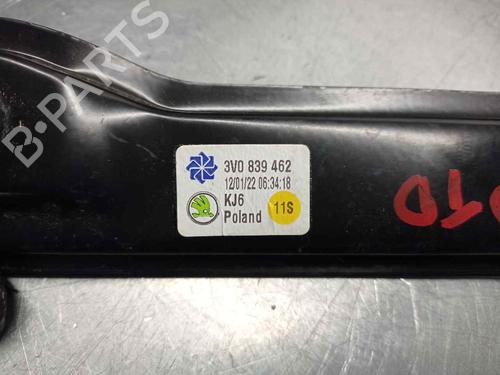 B-PARTS
3V0 839 462
12/01/22 06:34:18
KJ6
Poland
11S